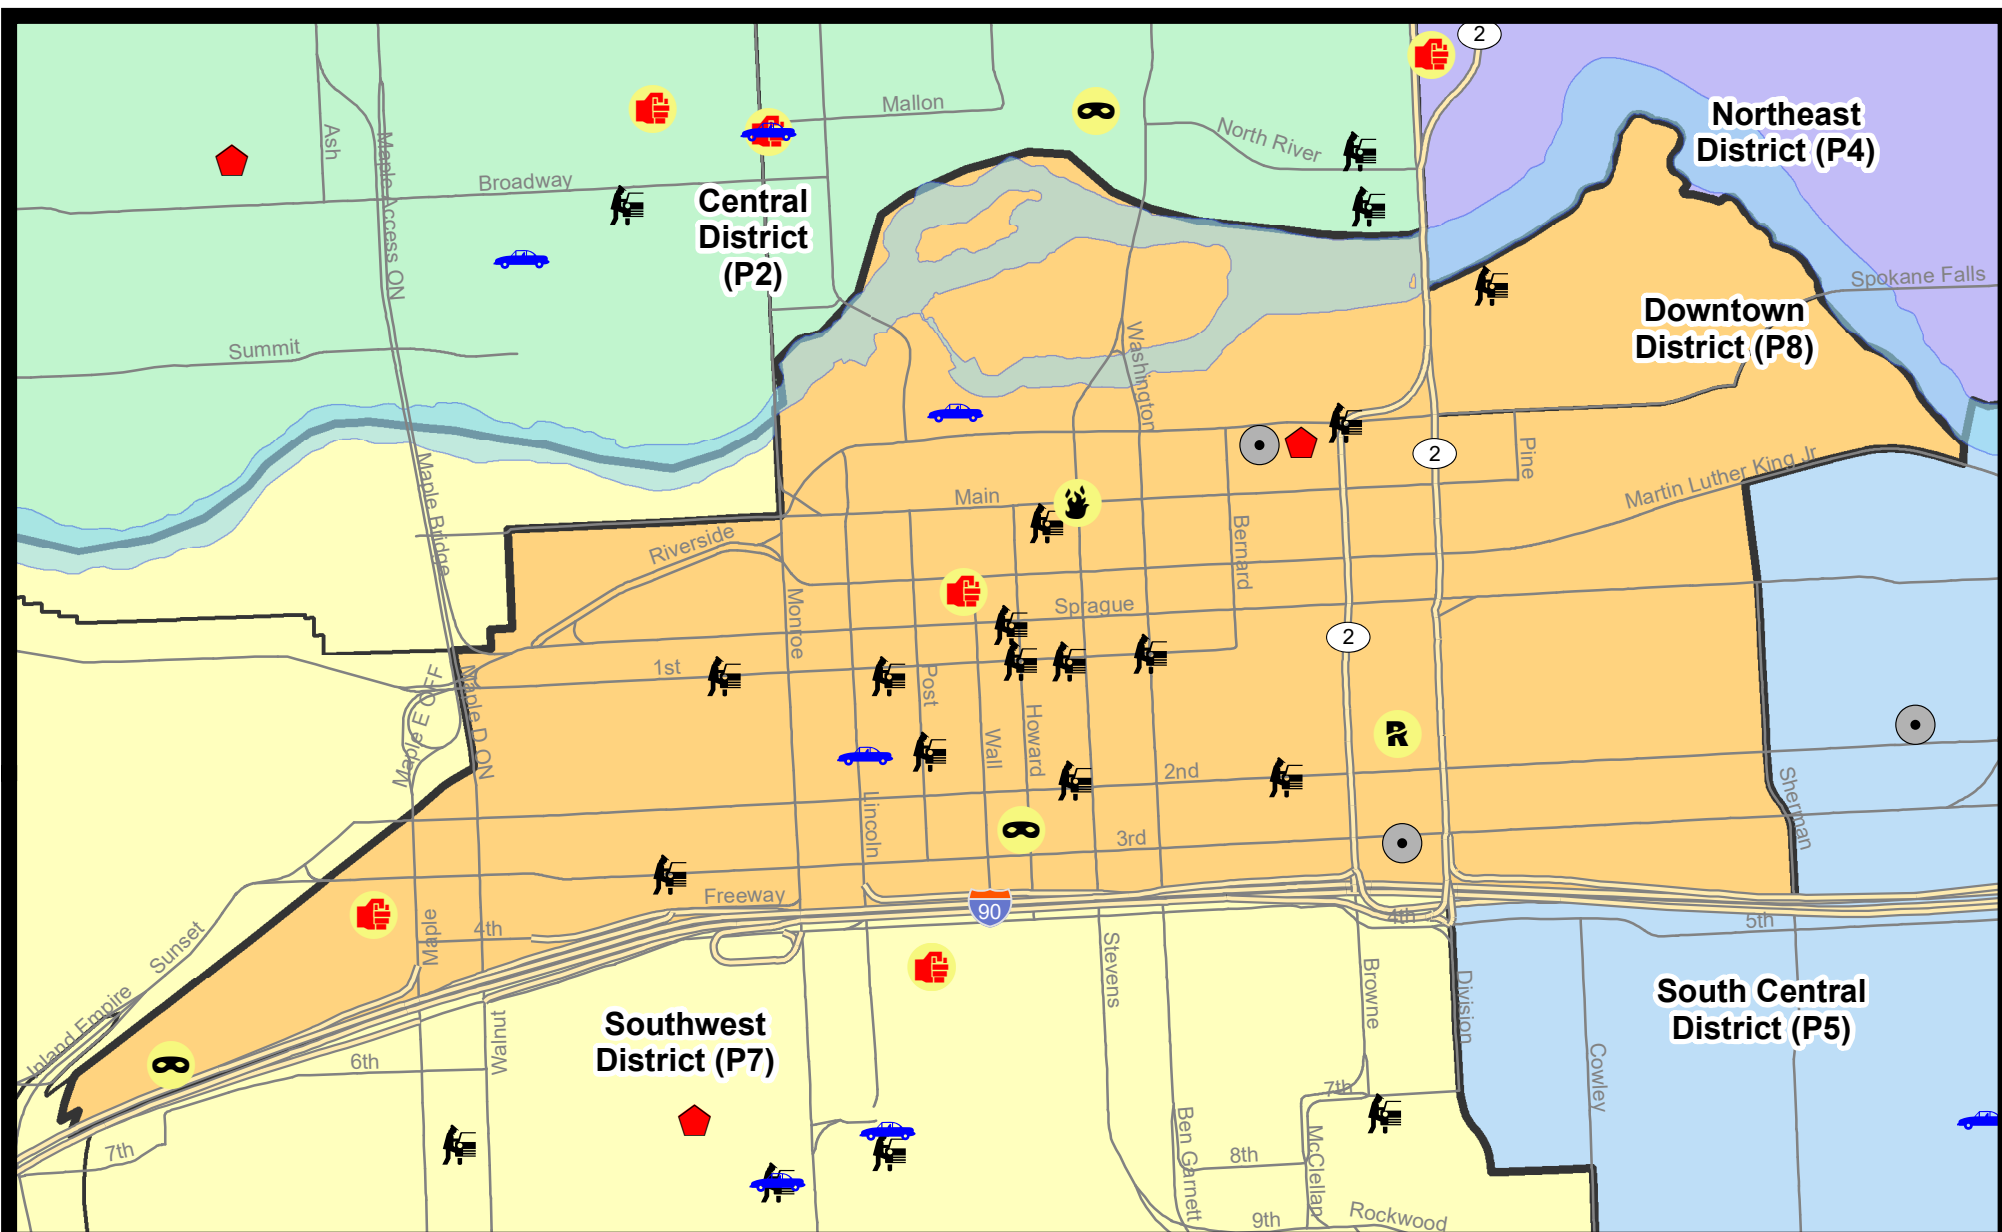 2
Northeast
District (P4)
Mallon
North River
Ash
Maple Access ON
Broadway
Central
District
(P2)
Spokane Falls
Downtown
District (P8)
Summit
Washington
Pine
Martin Luther King Jr
2
Maple Bridge
Main
Bernard
Riverside
Monroe
Sprague
2
1st
Maple E OFF
Maple D ON
Post
Howard
Wall
2nd
Sherman
Lincoln
3rd
Freeway
90
4th
Maple
4th
5th
Sunset
Stevens
Browne
Division
Inland Empire
Southwest
District (P7)
South Central
District (P5)
Walnut
6th
Cowley
7th
7th
Ben Garnett
McClellan
8th
9th
Rockwood